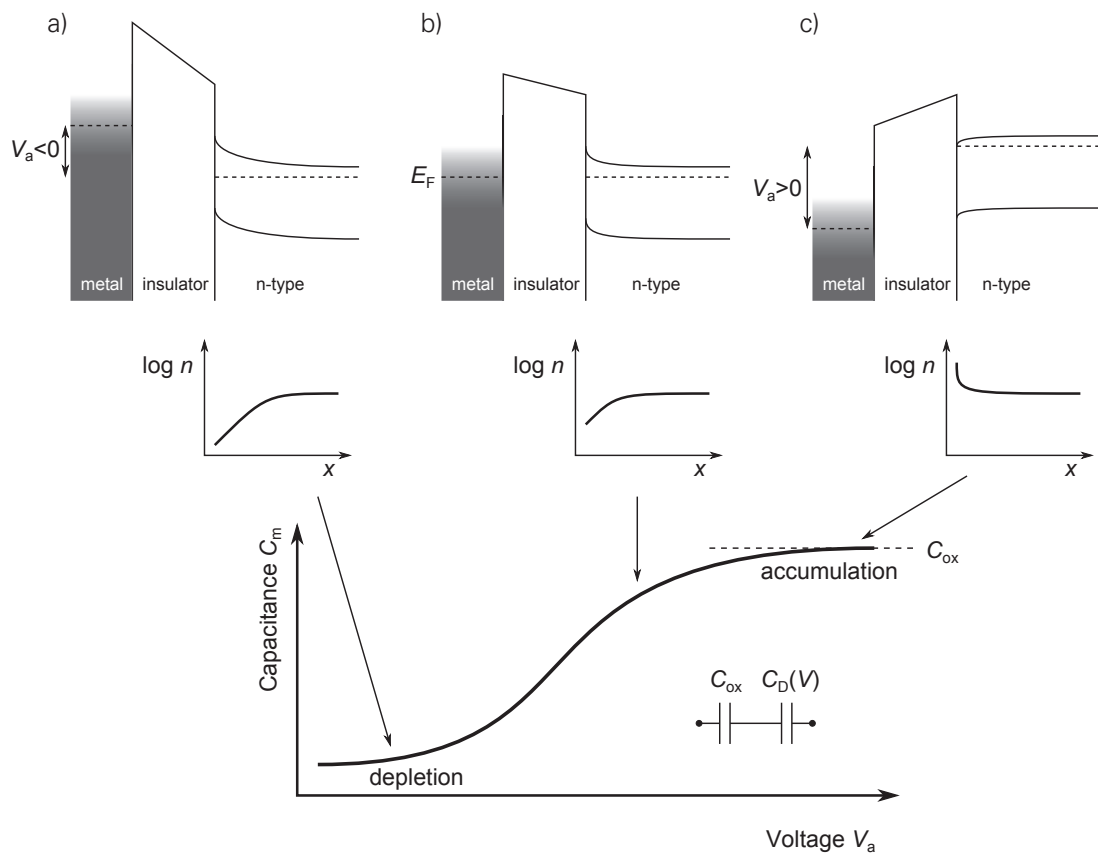 a)
b)
c)
Va<0
EF
Va>0
metal insulator n-type
metal insulator n-type
metal insulator n-type
log n
x
log n
x
log n
x
Capacitance Cm
Cox
accumulation
Cox CD(V)
depletion
Voltage Va